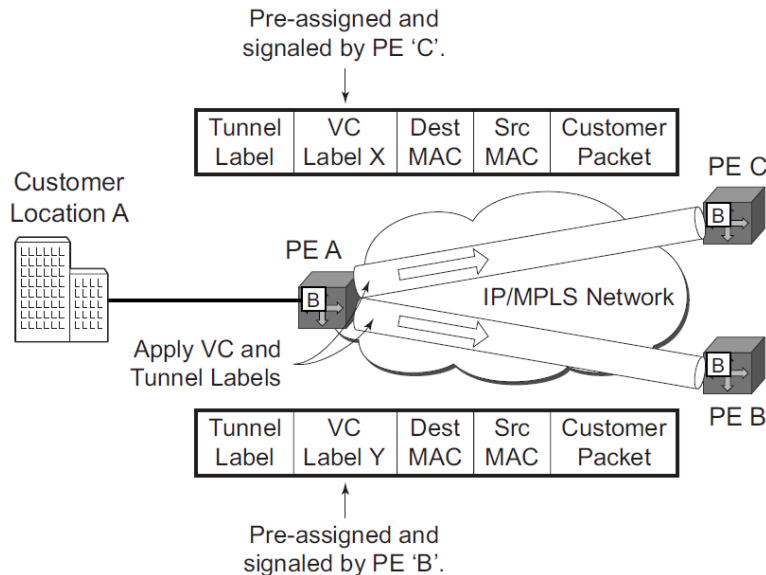 Pre-assigned and
signaled by PE ‘C’.
Tunnel Label
VC Label X
Dest MAC
Src MAC
Customer Packet
PE C
B
Customer
Location A
PE A
B
IP/MPLS Network
Apply VC and
Tunnel Labels
B
PE B
Tunnel Label
VC Label Y
Dest MAC
Src MAC
Customer Packet
Pre-assigned and
signaled by PE ‘B’.